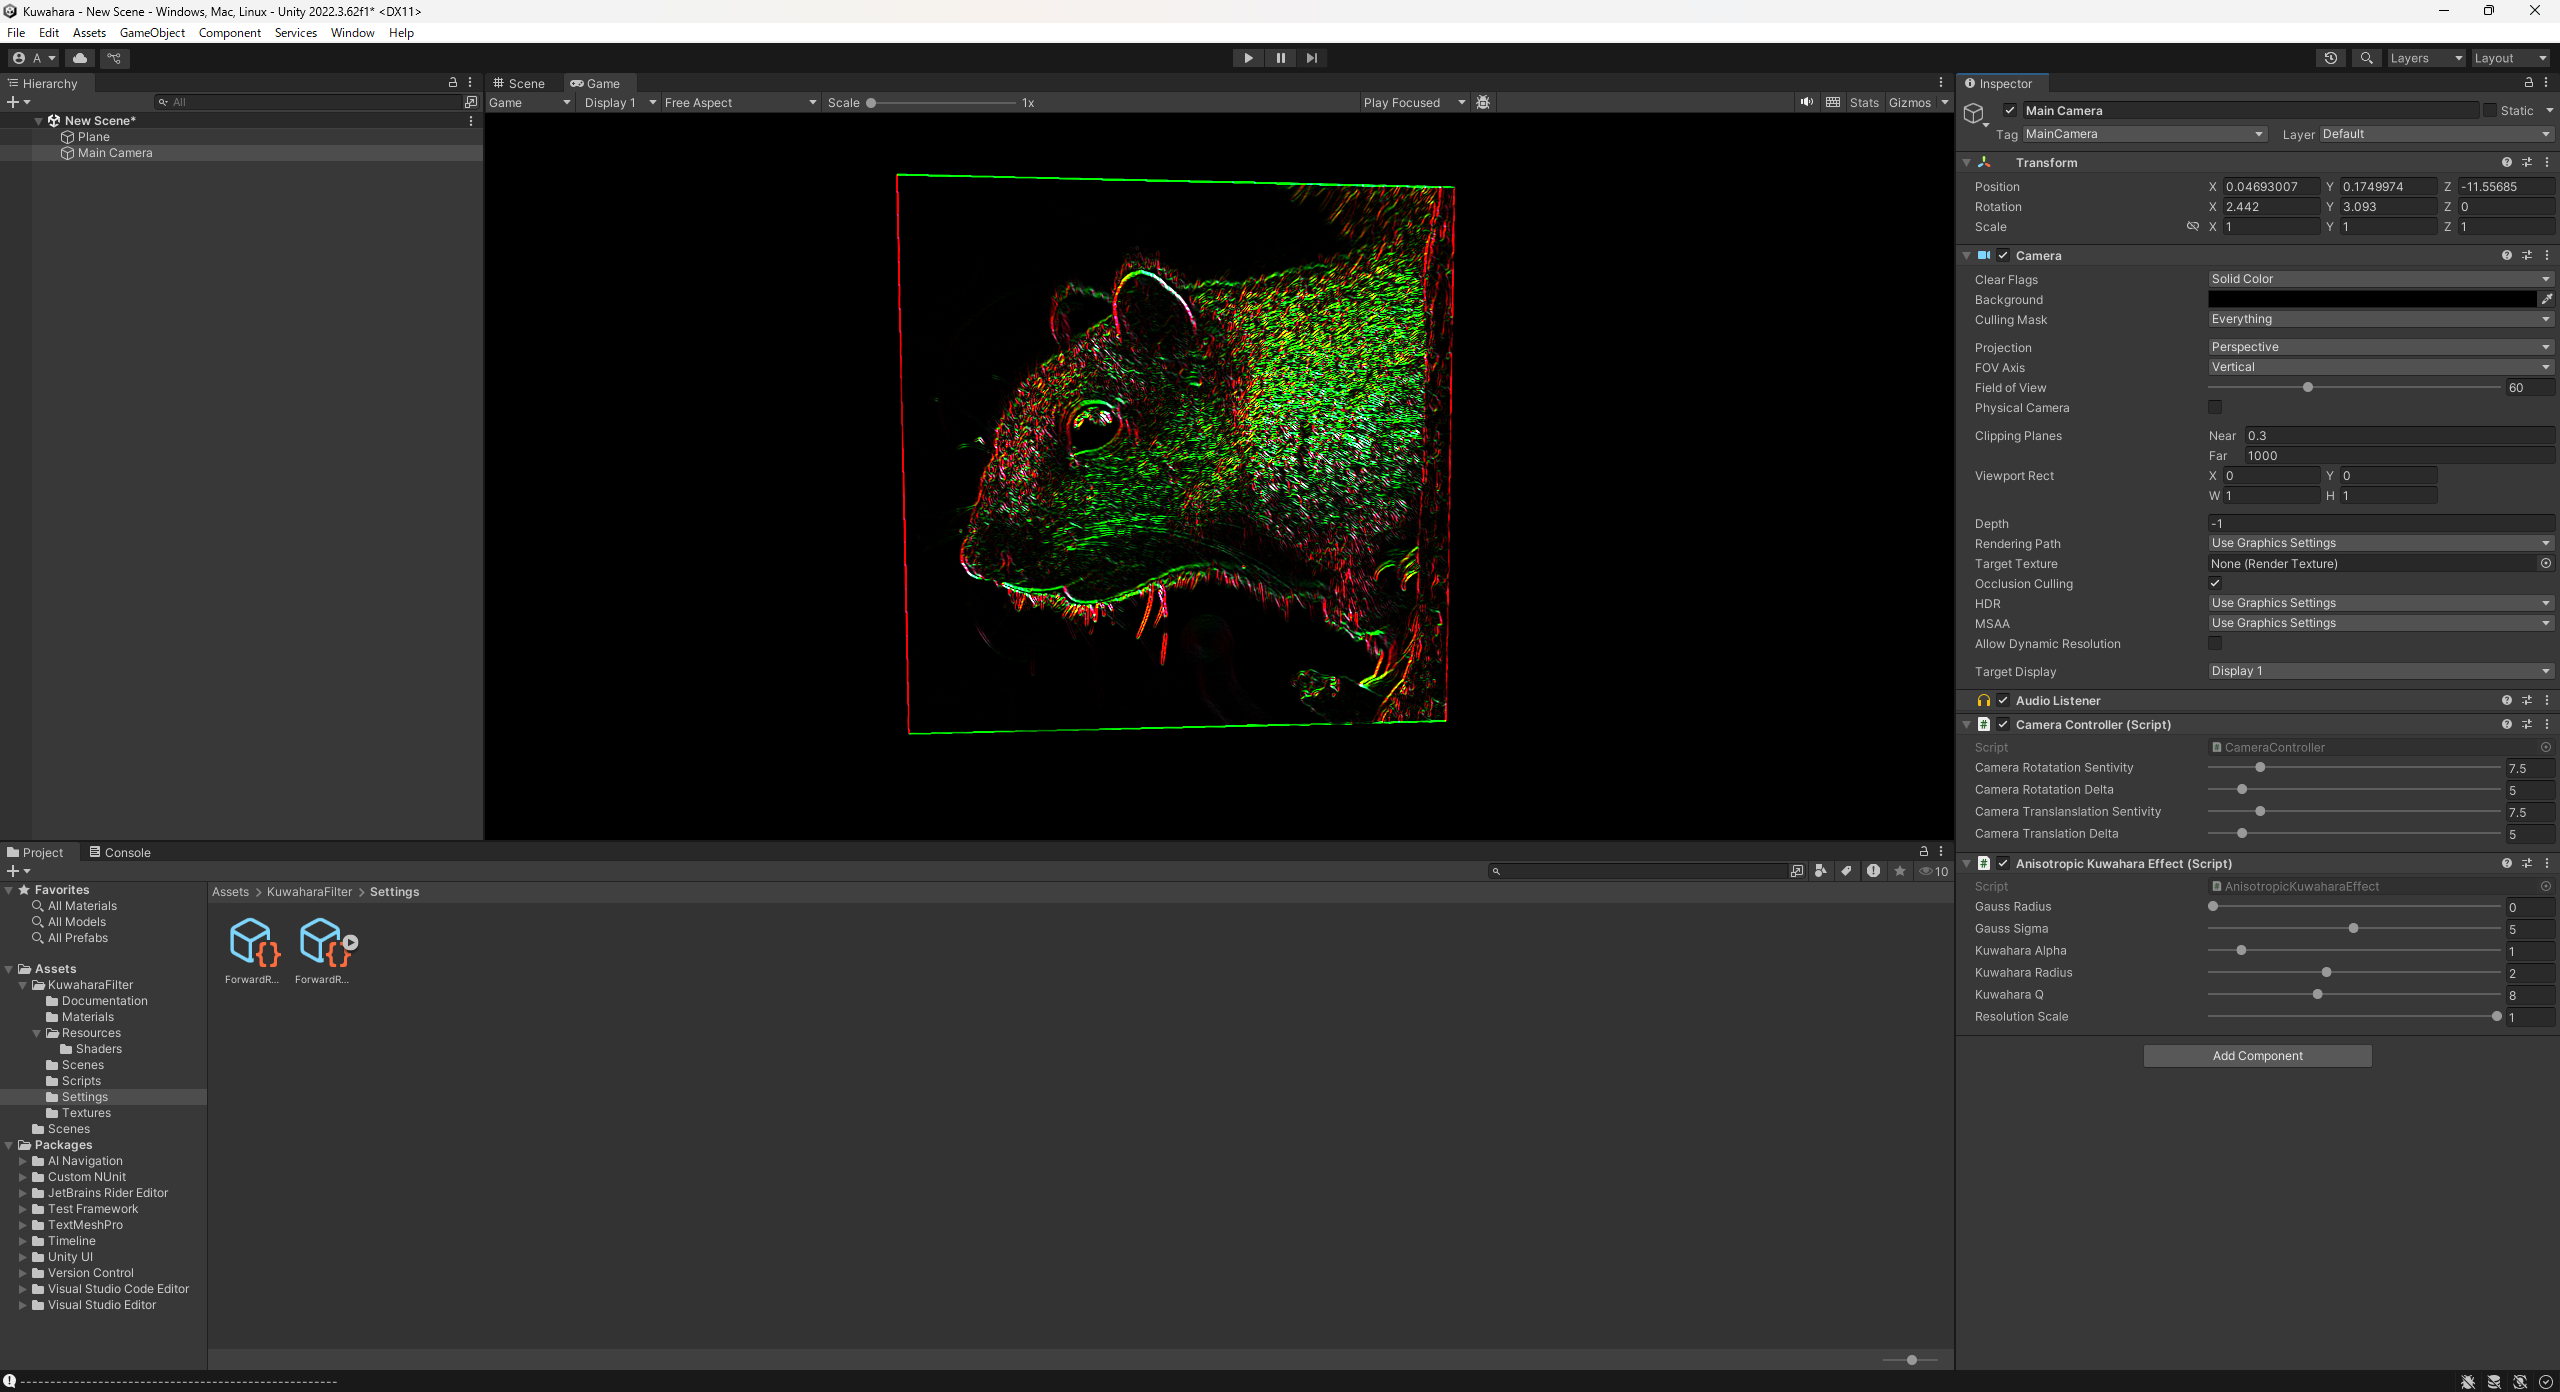 Kuwahara - New Scene - Windows, Mac, Linux - Unity 2022.3.62f1* <DX11>
File Edit Assets GameObject Component Services Window Help
A Layers Layout
Hierarchy
All
New Scene*
Plane
Main Camera
Scene Game
Game Display 1 Free Aspect Scale 1x Play Focused Stats Gizmos
Inspector
Main Camera Static
Tag MainCamera Layer Default
Transform
Position X 0.04693007 Y 0.1749974 Z -11.55685
Rotation X 2.442 Y 3.093 Z 0
Scale X 1 Y 1 Z 1
Camera
Clear Flags Solid Color
Background
Culling Mask Everything
Projection Perspective
FOV Axis Vertical
Field of View 60
Physical Camera
Clipping Planes Near 0.3
Far 1000
Viewport Rect X 0 Y 0
W 1 H 1
Depth -1
Rendering Path Use Graphics Settings
Target Texture None (Render Texture)
Occlusion Culling
HDR Use Graphics Settings
MSAA Use Graphics Settings
Allow Dynamic Resolution
Target Display Display 1
Audio Listener
Camera Controller (Script)
Script CameraController
Camera Rotatation Sentivity 7.5
Camera Rotatation Delta 5
Camera Translanslation Sentivity 7.5
Camera Translation Delta 5
Anisotropic Kuwahara Effect (Script)
Script AnisotropicKuwaharaEffect
Gauss Radius 0
Gauss Sigma 5
Kuwahara Alpha 1
Kuwahara Radius 2
Kuwahara Q 8
Resolution Scale 1
Add Component
Project Console
10
Favorites
All Materials
All Models
All Prefabs
Assets
KuwaharaFilter
Documentation
Materials
Resources
Shaders
Scenes
Scripts
Settings
Textures
Scenes
Packages
AI Navigation
Custom NUnit
JetBrains Rider Editor
Test Framework
TextMeshPro
Timeline
Unity UI
Version Control
Visual Studio Code Editor
Visual Studio Editor
Assets > KuwaharaFilter > Settings
ForwardR... ForwardR...
----------------------------------------------------